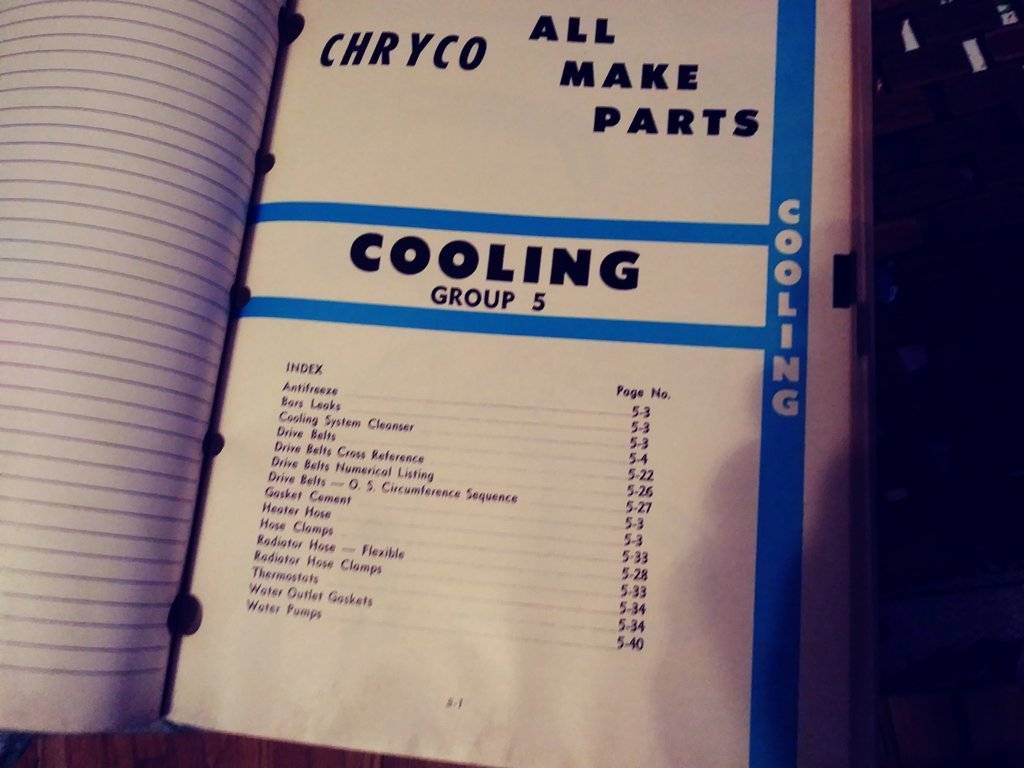 CHRYCO
ALL
MAKE
PARTS
COOLING
GROUP 5
INDEX
Page No.
Antifreeze 5-3
Bars Leaks 5-3
Cooling System Cleanser 5-3
Drive Belts 5-4
Drive Belts Cross Reference 5-22
Drive Belts Numerical Listing 5-26
Drive Belts — O. S. Circumference Sequence 5-27
Gasket Cement 5-3
Heater Hose 5-3
Hose Clamps 5-33
Radiator Hose — Flexible 5-28
Radiator Hose Clamps 5-33
Thermostats 5-34
Water Outlet Gaskets 5-34
Water Pumps 5-40
5-1
COOLING